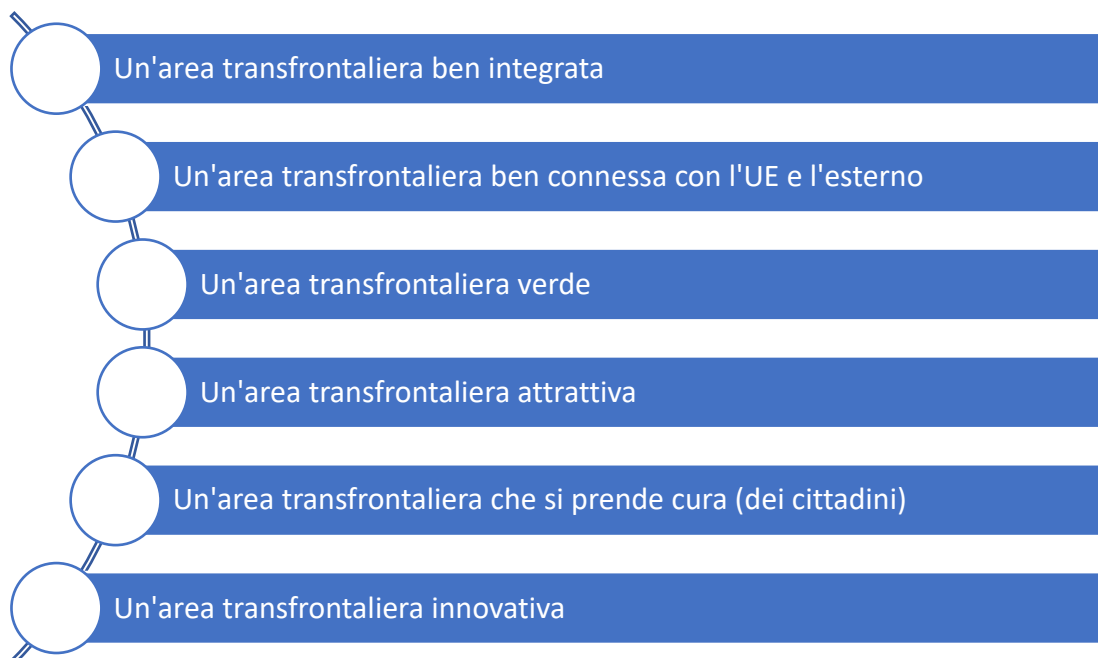 Un'area transfrontaliera ben integrata
Un'area transfrontaliera ben connessa con l'UE e l'esterno
Un'area transfrontaliera verde
Un'area transfrontaliera attrattiva
Un'area transfrontaliera che si prende cura (dei cittadini)
Un'area transfrontaliera innovativa